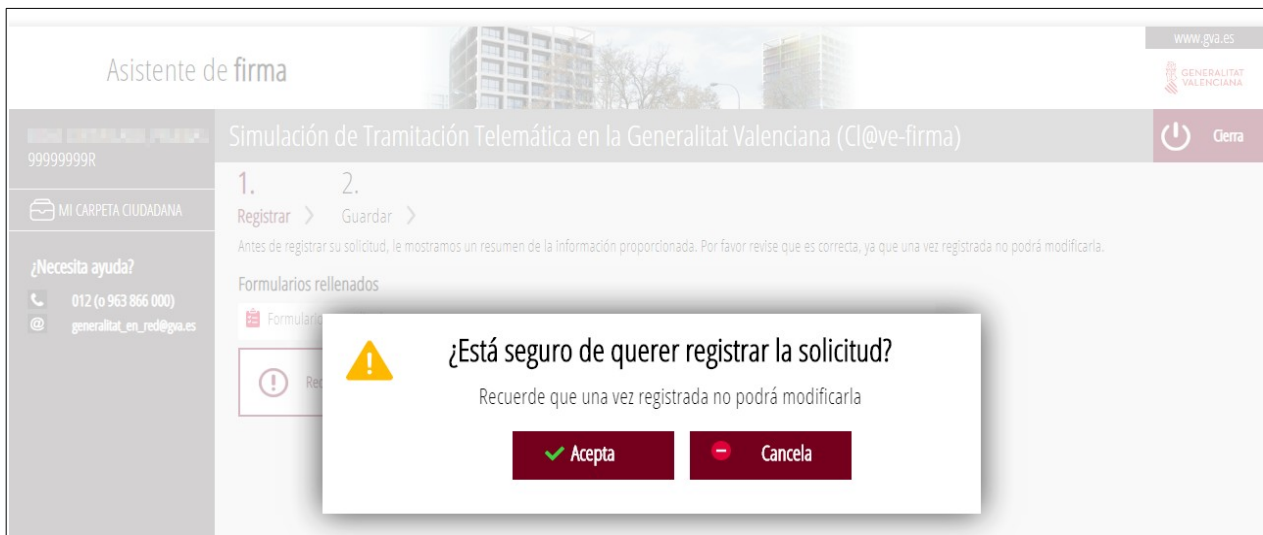 www.gva.es
Asistente de firma
GENERALITAT
VALENCIANA
Simulación de Tramitación Telemática en la Generalitat Valenciana (Cl@ve-firma)
Cierra
99999999R
1.
2.
MI CARPETA CIUDADANA
Registrar
Guardar
Antes de registrar su solicitud, le mostramos un resumen de la información proporcionada. Por favor revise que es correcta, ya que una vez registrada no podrá modificarla.
¿Necesita ayuda?
Formularios rellenados
012 (o 963 866 000)
generalitat_en_red@gva.es
Formulario
¿Está seguro de querer registrar la solicitud?
Recuerde que una vez registrada no podrá modificarla
Acepta
Cancela